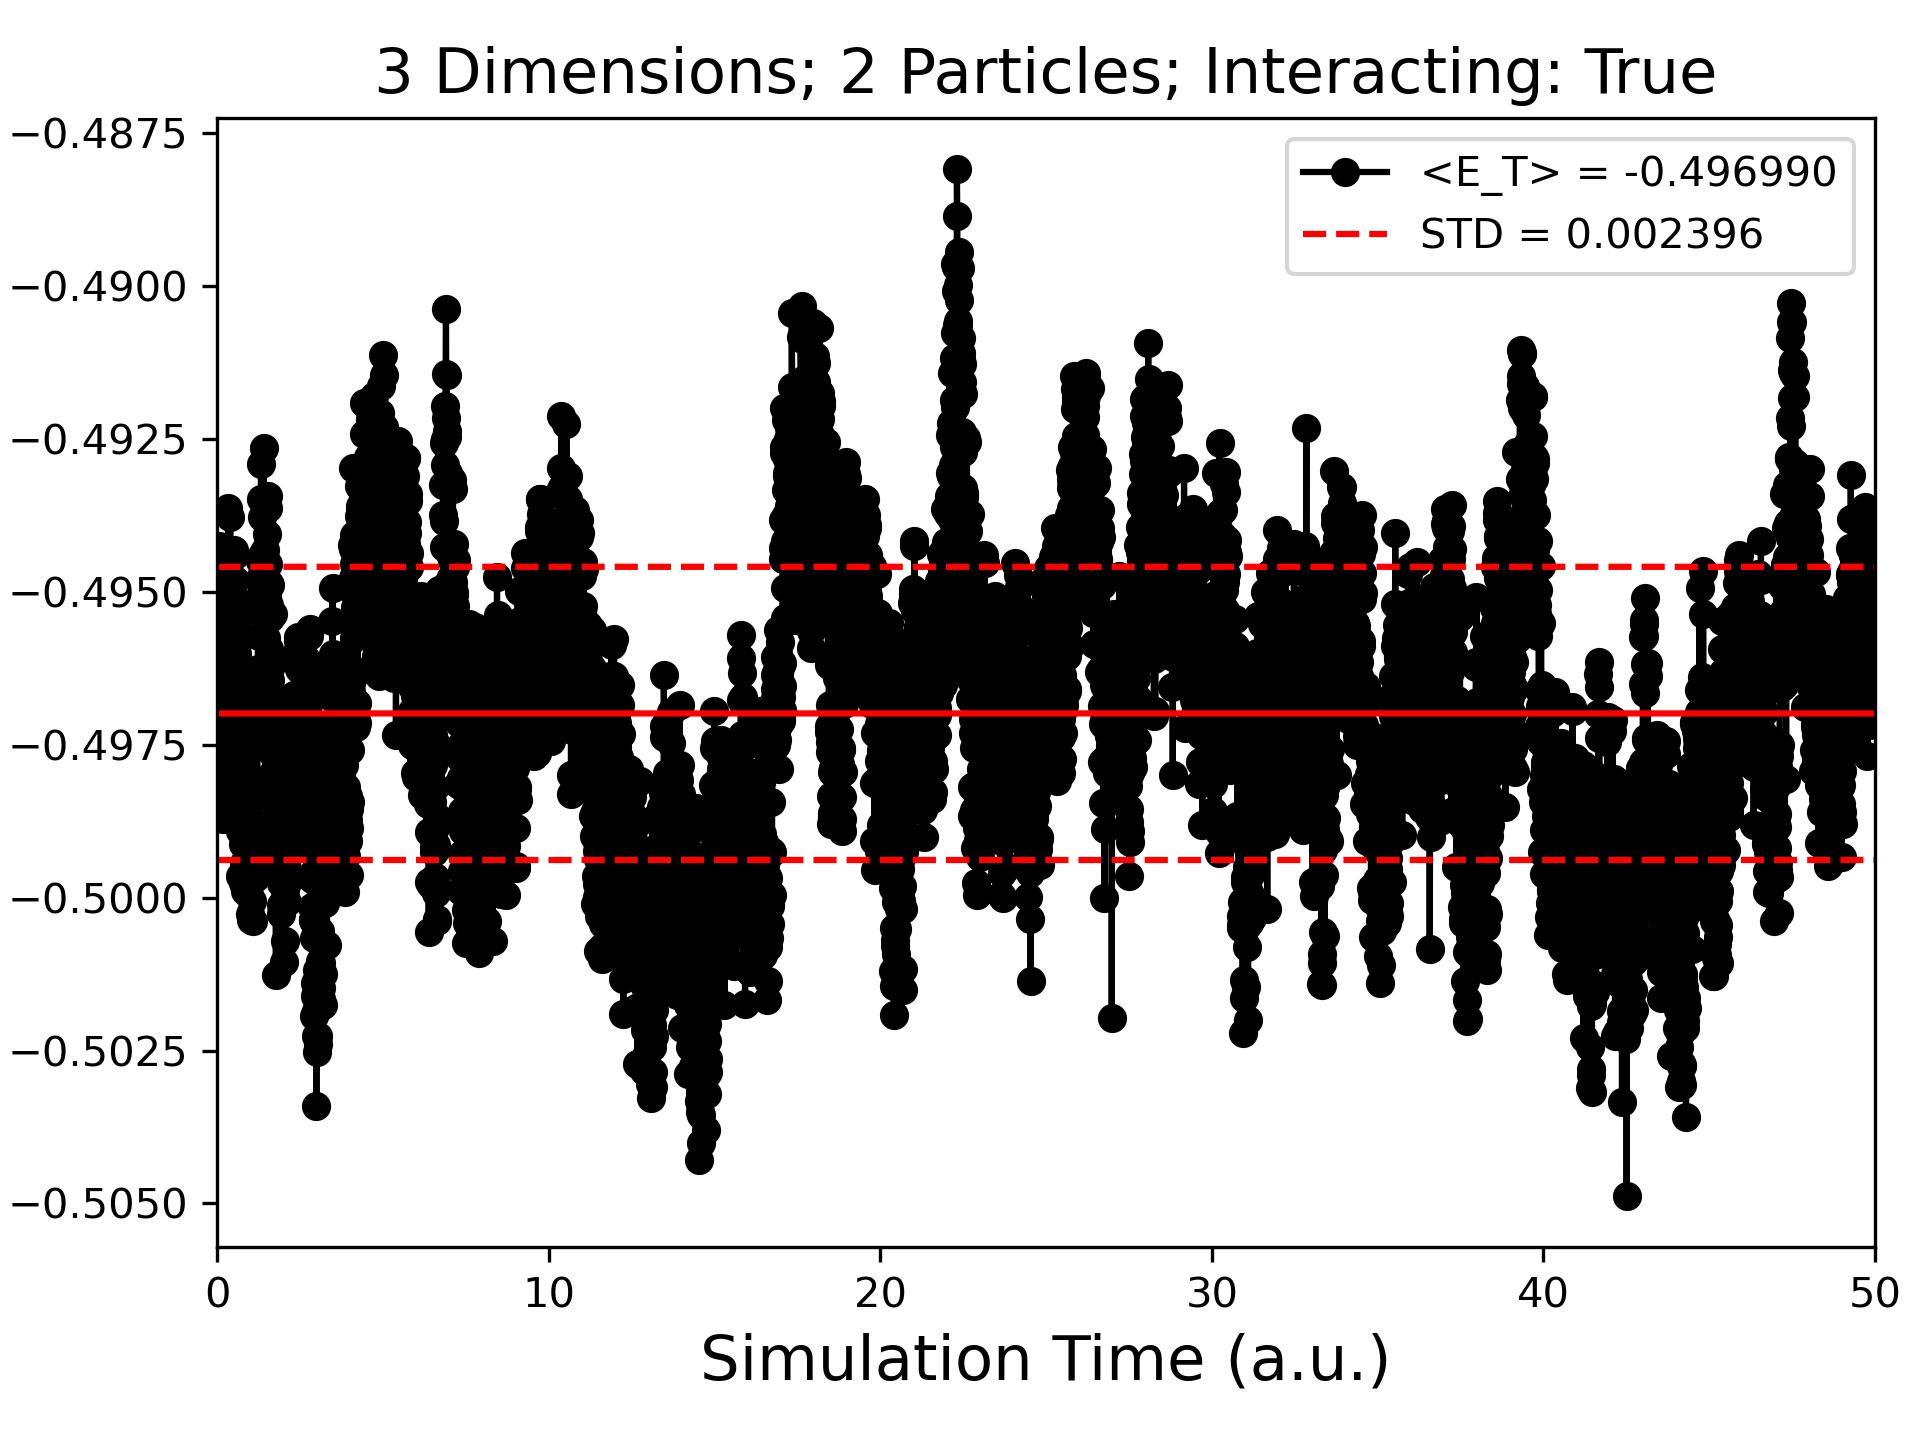 3 Dimensions; 2 Particles; Interacting: True
−0.4875
−0.4900
−0.4925
−0.4950
−0.4975
−0.5000
−0.5025
−0.5050
<E_T> = -0.496990
STD = 0.002396
0 10 20 30 40 50
Simulation Time (a.u.)